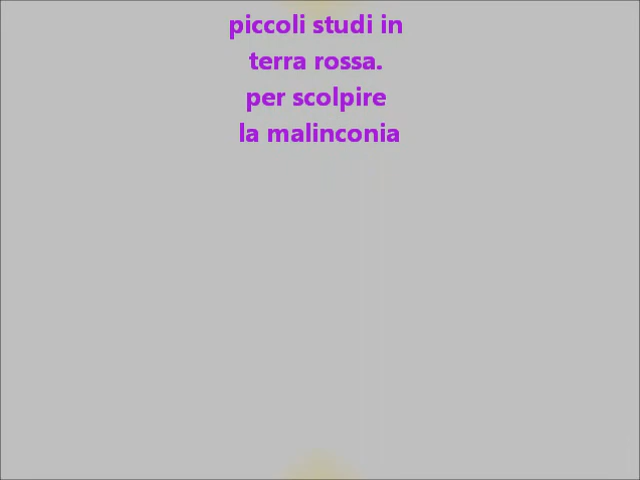 piccoli studi in
terra rossa.
per scolpire
la malinconia